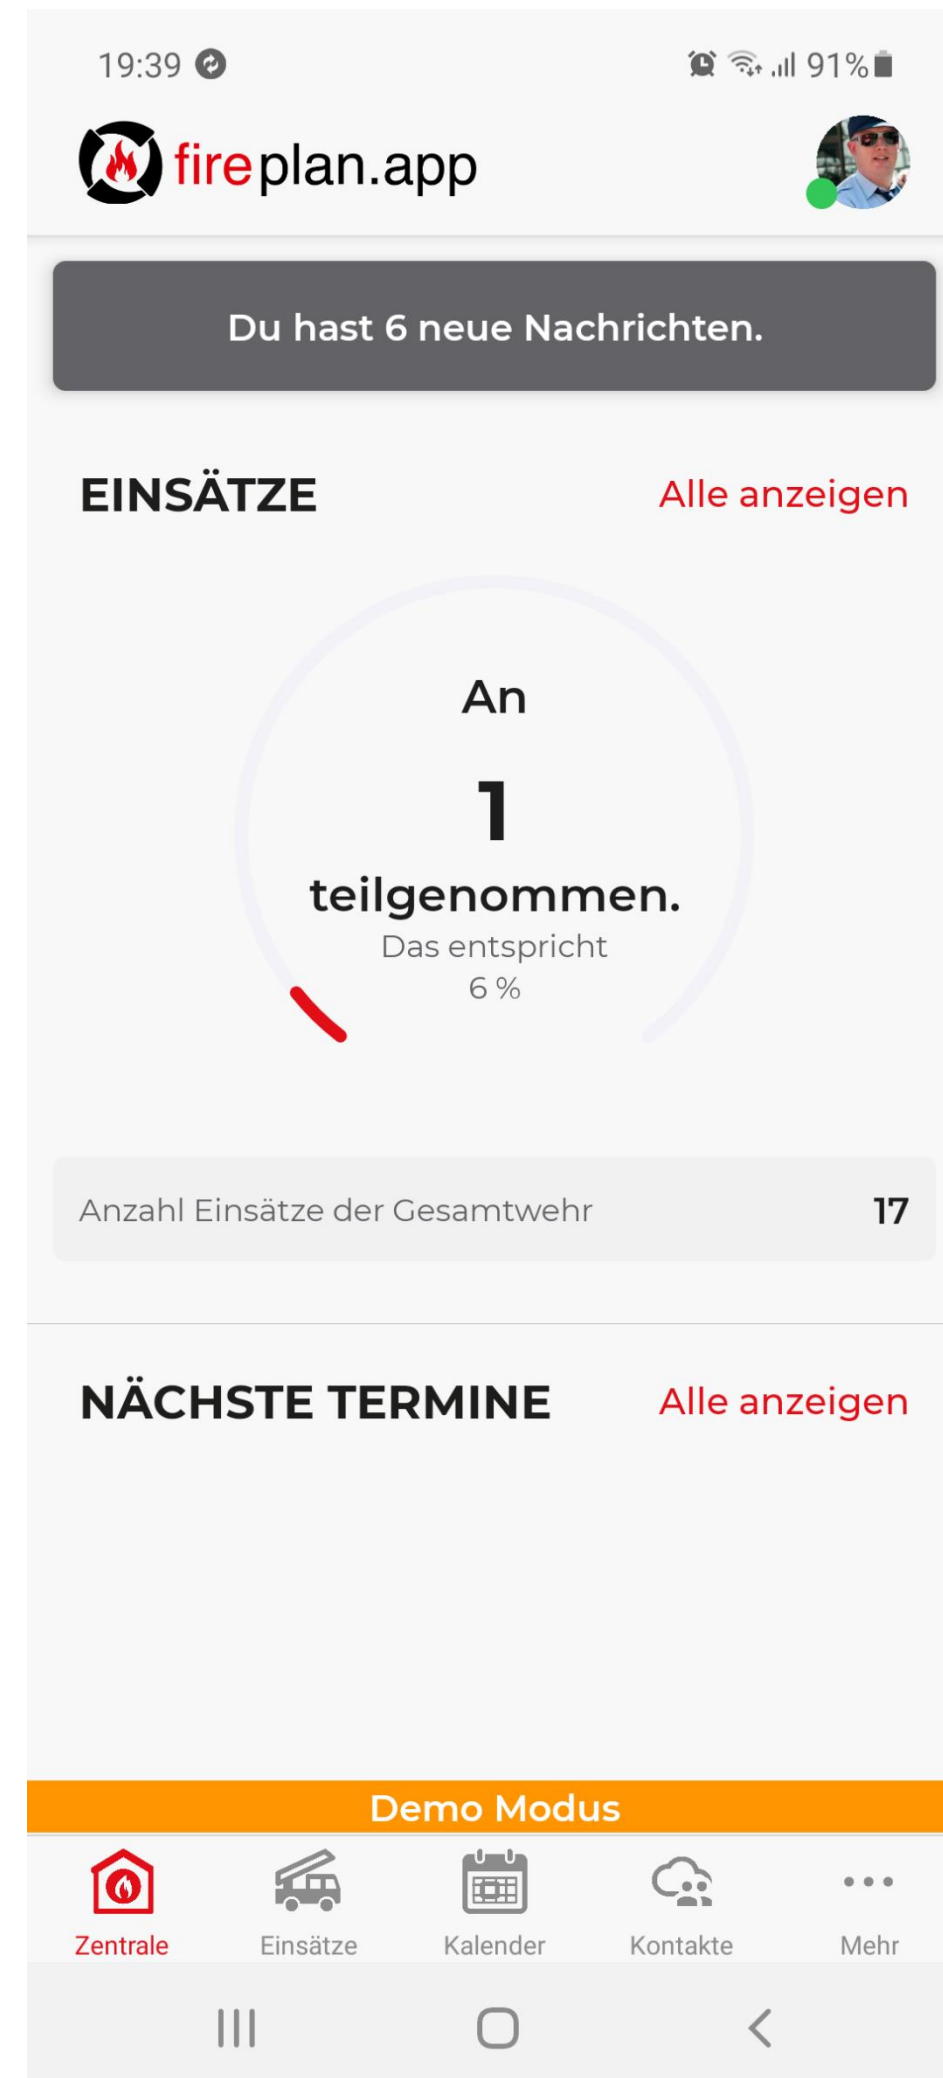 19:39
91%
fireplan.app
Du hast 6 neue Nachrichten.
EINSÄTZE
Alle anzeigen
An
1
teilgenommen.
Das entspricht
6 %
Anzahl Einsätze der Gesamtwehr
17
NÄCHSTE TERMINE
Alle anzeigen
Demo Modus
Zentrale
Einsätze
Kalender
Kontakte
Mehr